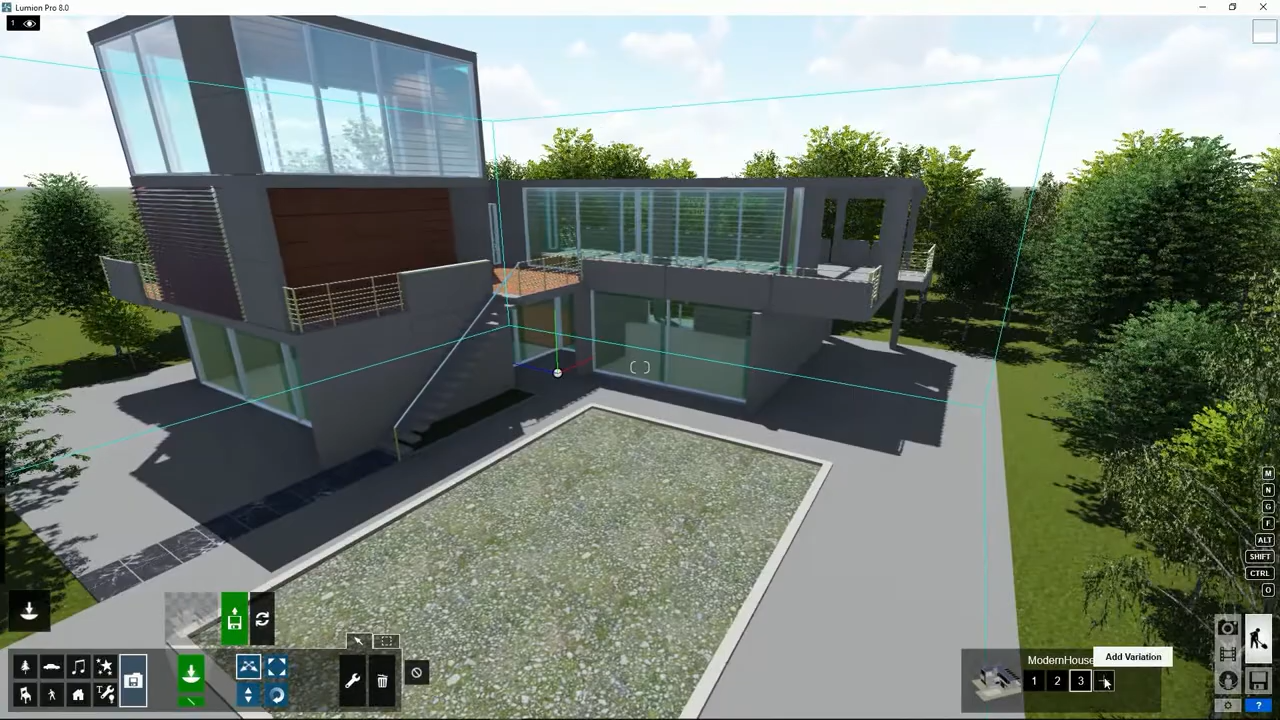 Lumion Pro 8.0
1
M
N
G
F
ALT
SHIFT
CTRL
O
ModernHouse
Add Variation
1 2 3
?